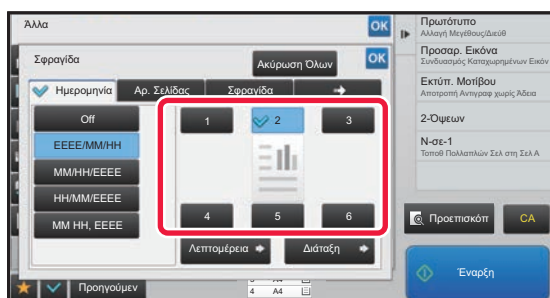 Άλλα
OK
Σφραγίδα
Ακύρωση Όλων
OK
Ημερομηνία
Αρ. Σελίδας
Σφραγίδα
Off
ΕΕΕΕ/ΜΜ/ΗΗ
ΜΜ/ΗΗ/ΕΕΕΕ
ΗΗ/ΜΜ/ΕΕΕΕ
ΜΜ ΗΗ, ΕΕΕΕ
1
2
3
4
5
6
Λεπτομέρεια
Διάταξη
Προηγούμεν
4 A4
Πρωτότυπο
Αλλαγή Μεγέθους/Διεύθ
Προσαρ. Εικόνα
Συνδυασμός Καταχωρημένων Εικόν
Εκτύπ. Μοτίβου
Αποτροπή Αντιγραφ χωρίς Άδεια
2-Όψεων
N-σε-1
Τοποθ Πολλαπλών Σελ στη Σελ Α
Προεπισκόπ
CA
Έναρξη